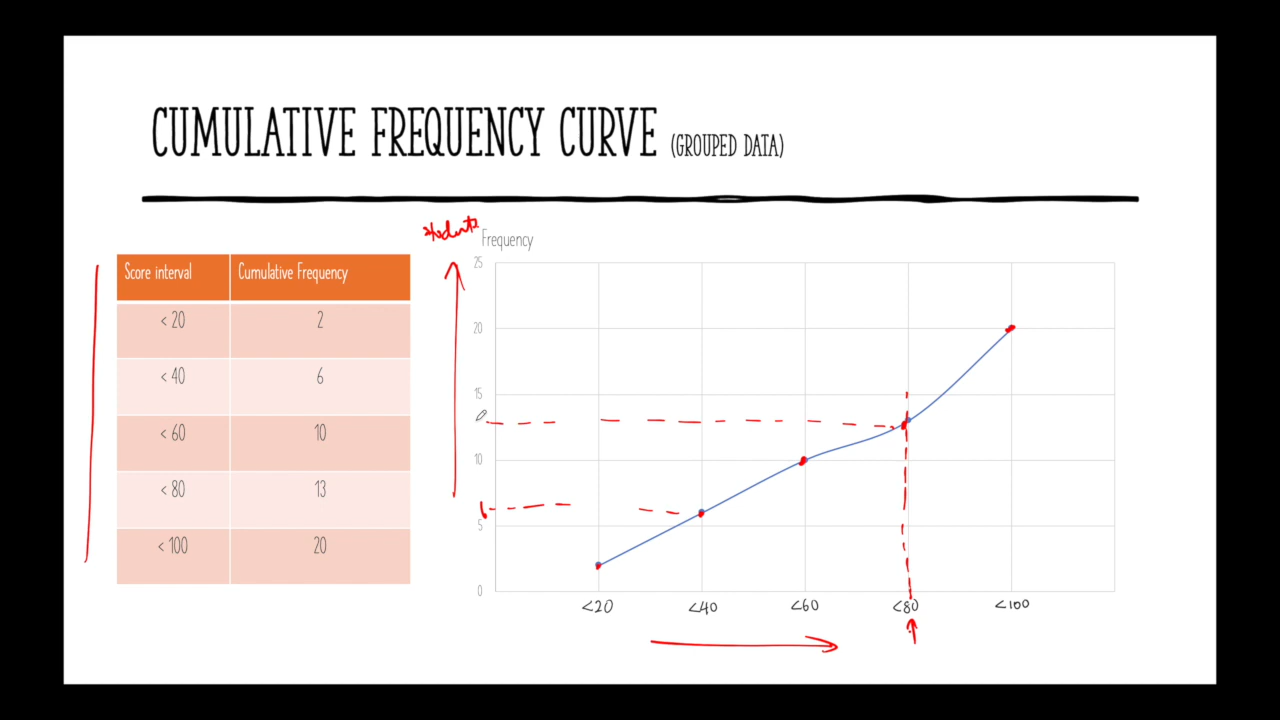 CUMULATIVE FREQUENCY CURVE (GROUPED DATA)
students
Frequency
Score interval Cumulative Frequency
< 20 2
< 40 6
< 60 10
< 80 13
< 100 20
25
20
15
10
5
0
<20 <40 <60 <80 <100